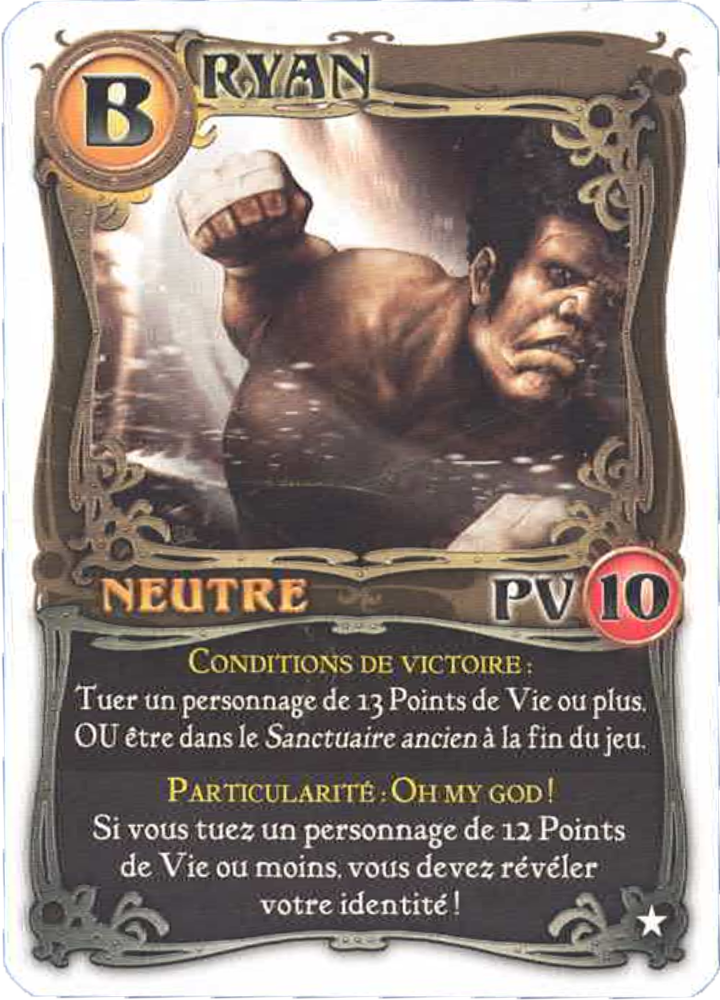 BRYAN
NEUTRE
PV 10
CONDITIONS DE VICTOIRE :
Tuer un personnage de 13 Points de Vie ou plus.
OU être dans le Sanctuaire ancien à la fin du jeu.
PARTICULARITÉ : OH MY GOD !
Si vous tuez un personnage de 12 Points
de Vie ou moins, vous devez révéler
votre identité !